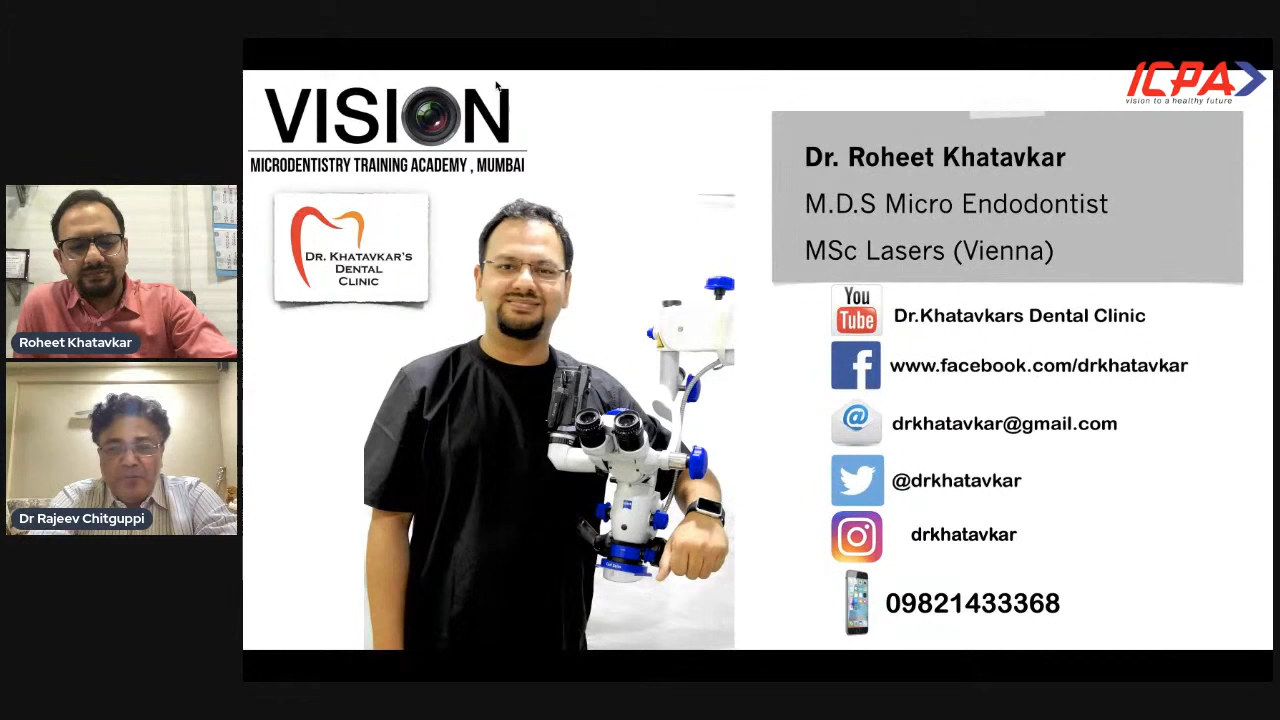 ICPA
vision to a healthy future
VISION
MICRODENTISTRY TRAINING ACADEMY , MUMBAI
DR. KHATAVKAR'S
DENTAL
CLINIC
Dr. Roheet Khatavkar
M.D.S Micro Endodontist
MSc Lasers (Vienna)
You
Tube
Dr.Khatavkars Dental Clinic
www.facebook.com/drkhatavkar
drkhatavkar@gmail.com
@drkhatavkar
drkhatavkar
09821433368
Roheet Khatavkar
Dr Rajeev Chitguppi